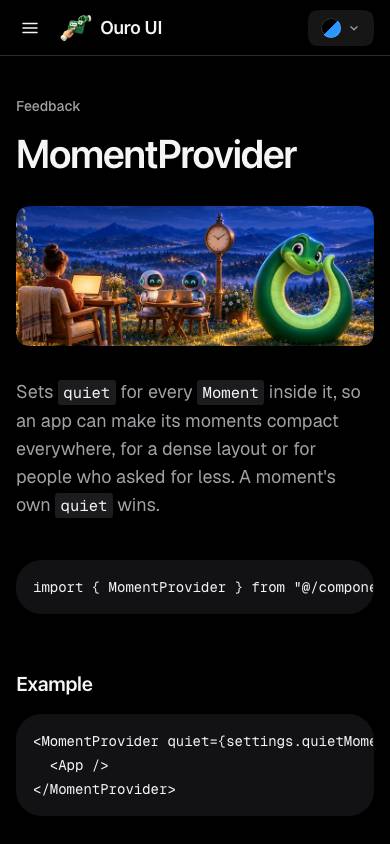 Ouro UI
Feedback
MomentProvider
Sets quiet for every Moment inside it, so
an app can make its moments compact
everywhere, for a dense layout or for
people who asked for less. A moment's
own quiet wins.
import { MomentProvider } from "@/compone
Example
<MomentProvider quiet={settings.quietMome
  <App />
</MomentProvider>